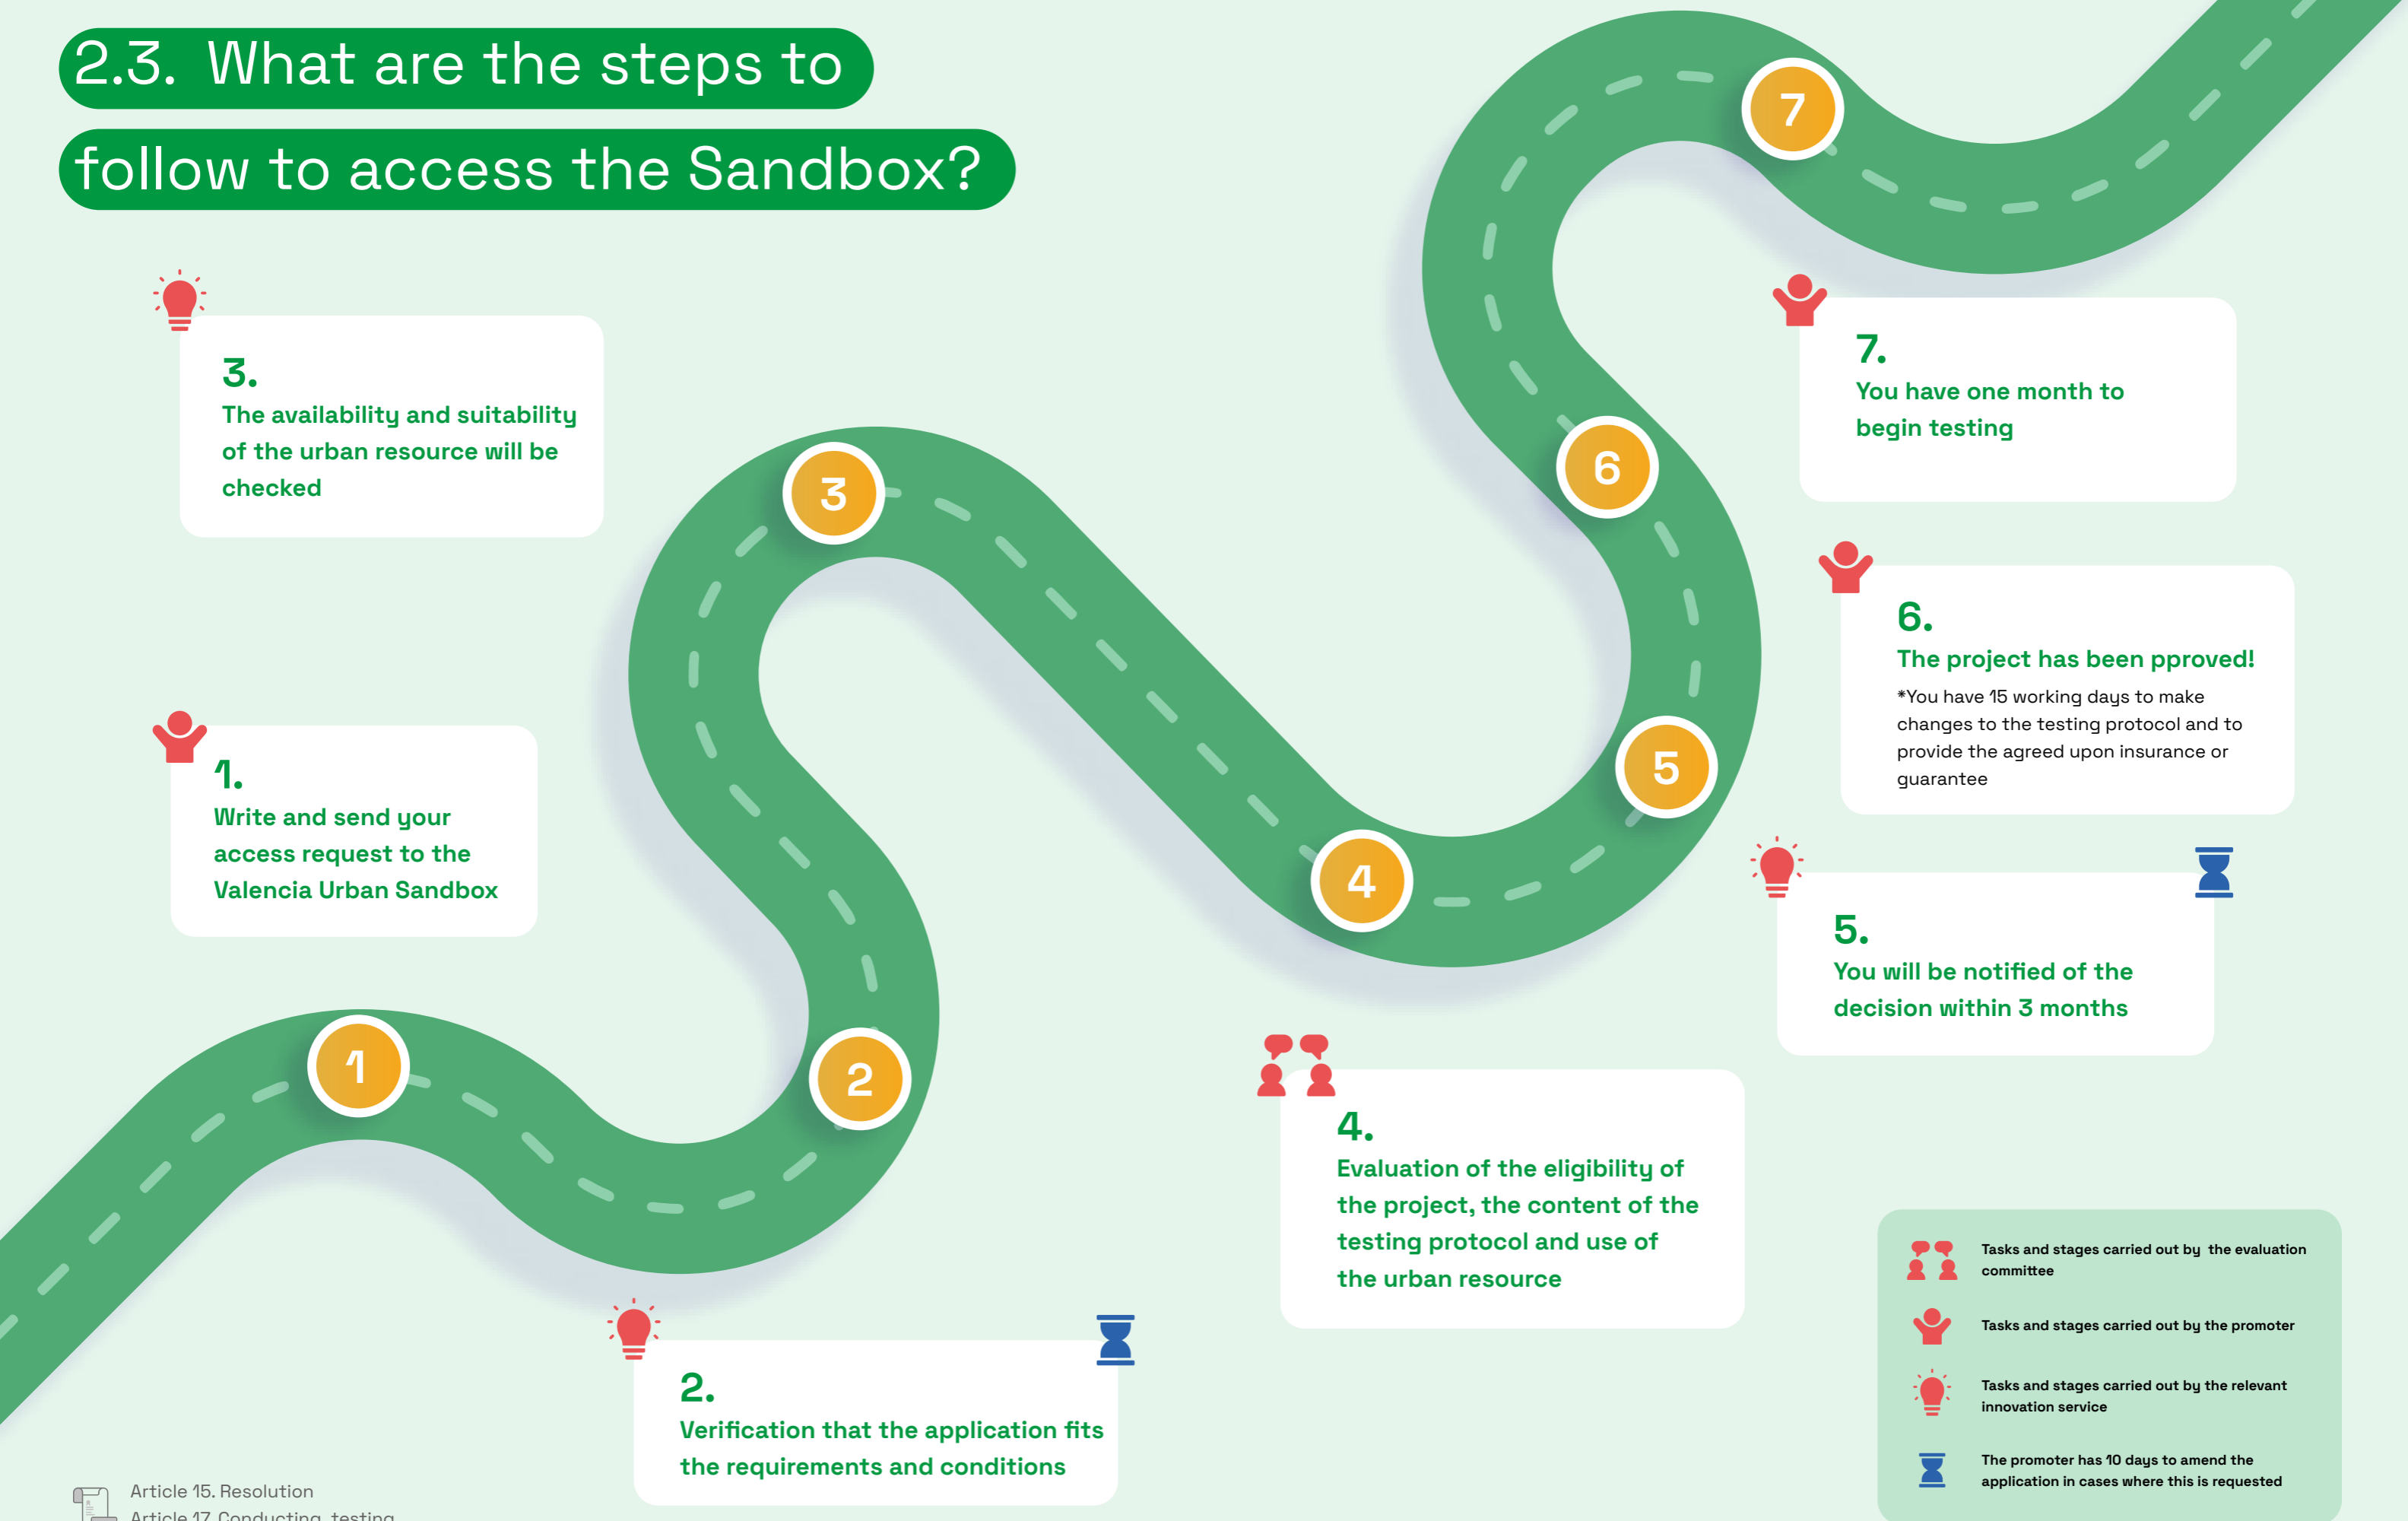 2.3. What are the steps to
follow to access the Sandbox?
3.
The availability and suitability
of the urban resource will be
checked
1.
Write and send your
access request to the
Valencia Urban Sandbox
1
2
3
4
5
6
7
7.
You have one month to
begin testing
6.
The project has been pproved!
*You have 15 working days to make
changes to the testing protocol and to
provide the agreed upon insurance or
guarantee
5.
You will be notified of the
decision within 3 months
4.
Evaluation of the eligibility of
the project, the content of the
testing protocol and use of
the urban resource
2.
Verification that the application fits
the requirements and conditions
Tasks and stages carried out by the evaluation
committee
Tasks and stages carried out by the promoter
Tasks and stages carried out by the relevant
innovation service
The promoter has 10 days to amend the
application in cases where this is requested
Article 15. Resolution
Article 17. Conducting testing